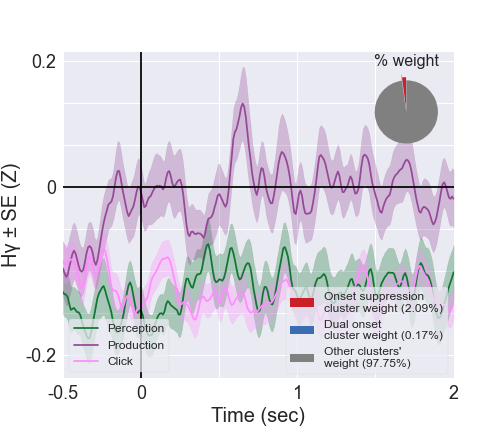 % weight
0.2
0
-0.2
Hγ ± SE (Z)
Perception
Production
Click
Onset suppression
cluster weight (2.09%)
Dual onset
cluster weight (0.17%)
Other clusters'
weight (97.75%)
-0.5
0
1
2
Time (sec)